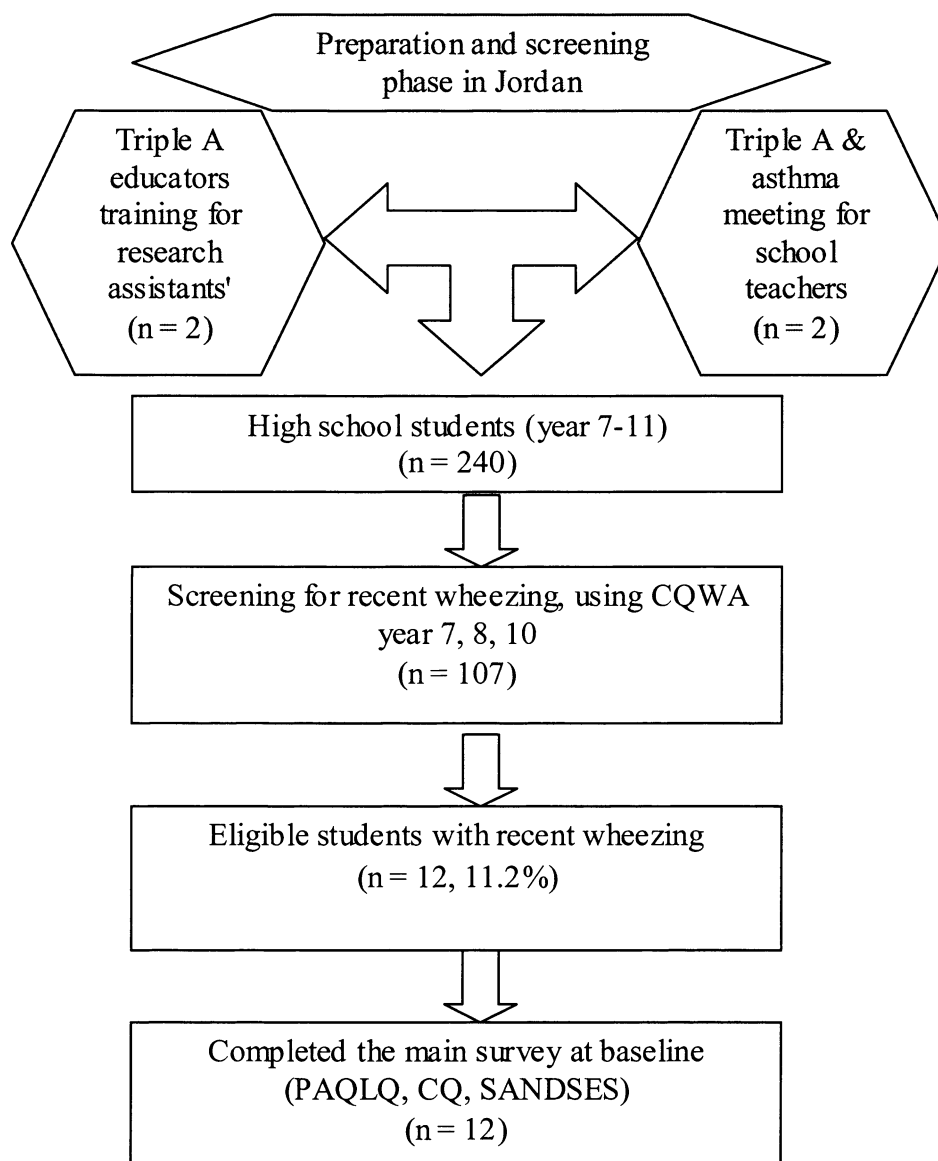 Preparation and screening
phase in Jordan
Triple A
educators
training for
research
assistants'
(n = 2)
Triple A &
asthma
meeting for
school
teachers
(n = 2)
High school students (year 7-11)
(n = 240)
Screening for recent wheezing, using CQWA
year 7, 8, 10
(n = 107)
Eligible students with recent wheezing
(n = 12, 11.2%)
Completed the main survey at baseline
(PAQLQ, CQ, SANDSES)
(n = 12)